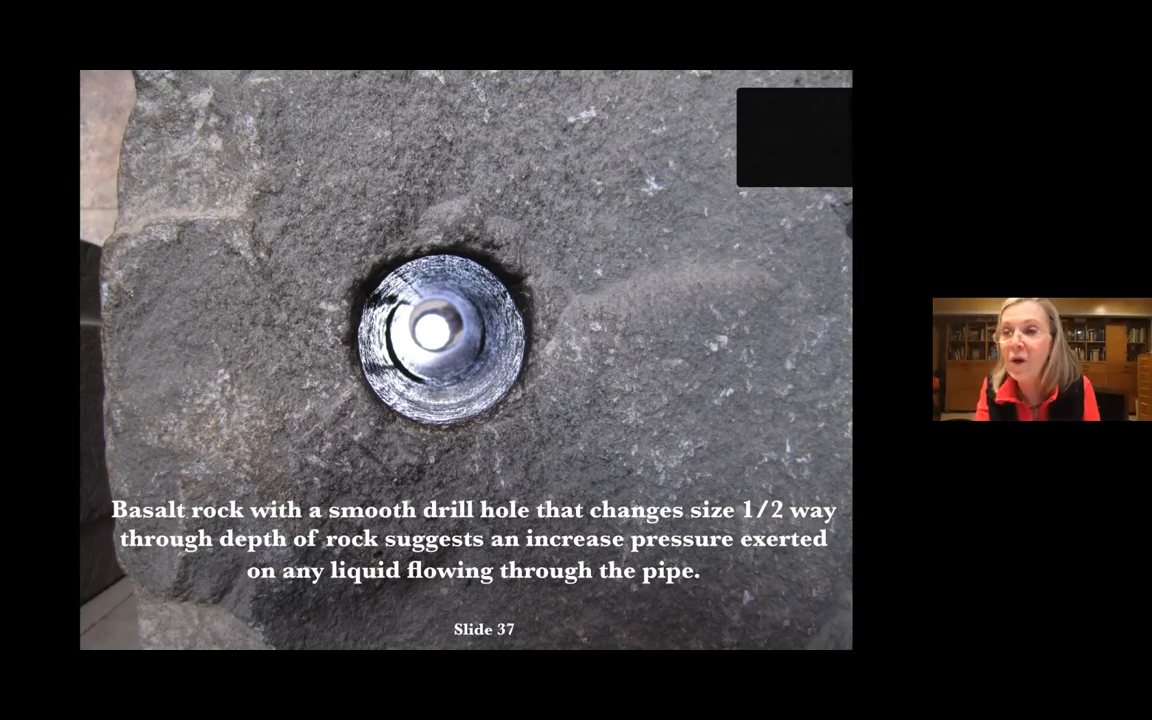 Basalt rock with a smooth drill hole that changes size 1/2 way
through depth of rock suggests an increase pressure exerted
on any liquid flowing through the pipe.
Slide 37